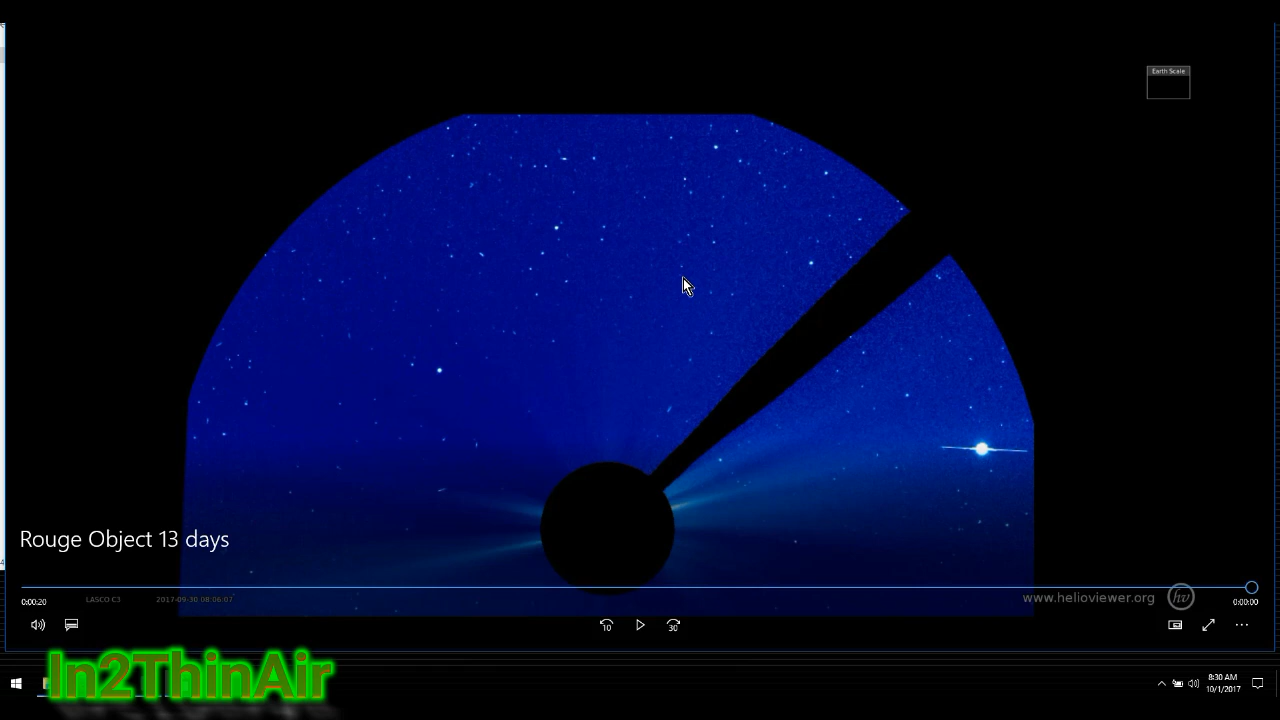 Earth Scale
Rouge Object 13 days
0:00:20
0:00:00
LASCO C3
2017-09-30 08:06:07
www.helioviewer.org
hv
10
30
In2ThinAir
8:30 AM
10/1/2017